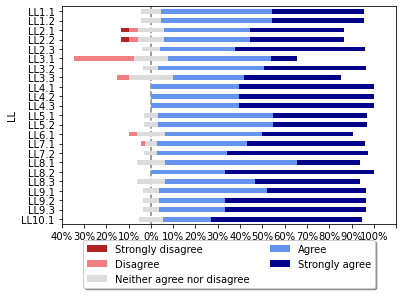 LL1.1
LL1.2
LL2.1
LL2.2
LL2.3
LL3.1
LL3.2
LL3.3
LL4.1
LL4.2
LL4.3
LL5.1
LL5.2
LL6.1
LL7.1
LL7.2
LL8.1
LL8.2
LL8.3
LL9.1
LL9.2
LL9.3
LL10.1
LL
40% 30% 20% 10% 0% 10% 20% 30% 40% 50% 60% 70% 80% 90% 100%
Strongly disagree
Disagree
Neither agree nor disagree
Agree
Strongly agree